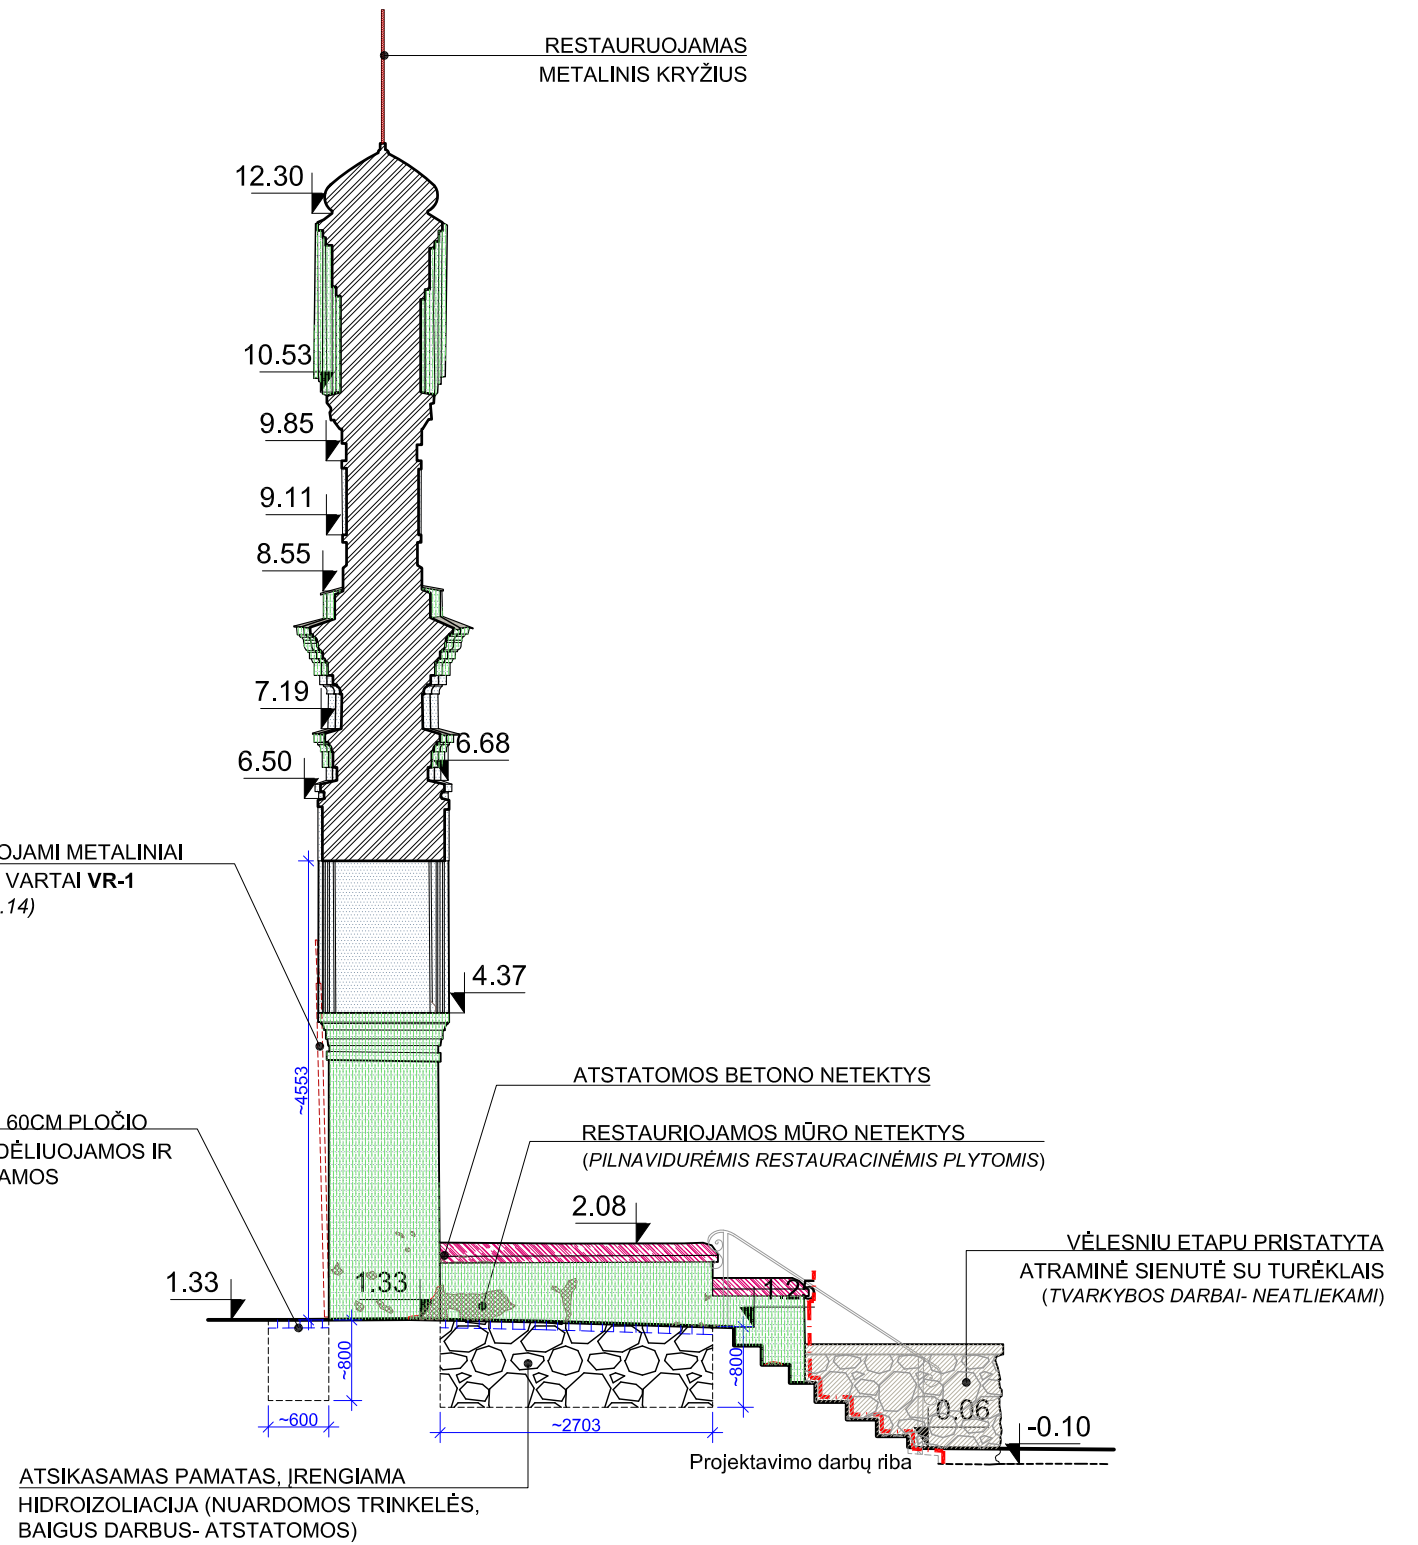 RESTAURUOJAMAS
METALINIS KRYŽIUS
12.30
10.53
9.85
9.11
8.55
7.19
6.68
6.50
OJAMI METALINIAI
VARTAI VR-1
.14)
4.37
~4553
ATSTATOMOS BETONO NETEKTYS
60CM PLOČIO
DĖLIUOJAMOS IR
AMOS
RESTAURIOJAMOS MŪRO NETEKTYS
(PILNAVIDURĖMIS RESTAURACINĖMIS PLYTOMIS)
2.08
VĖLESNIU ETAPU PRISTATYTA
ATRAMINĖ SIENUTĖ SU TURĖKLAIS
(TVARKYBOS DARBAI- NEATLIEKAMI)
1.33
1.33
~800
~800
~600
~2703
0.06
-0.10
Projektavimo darbų riba
ATSIKASAMAS PAMATAS, ĮRENGIAMA
HIDROIZOLIACIJA (NUARDOMOS TRINKELĖS,
BAIGUS DARBUS- ATSTATOMOS)